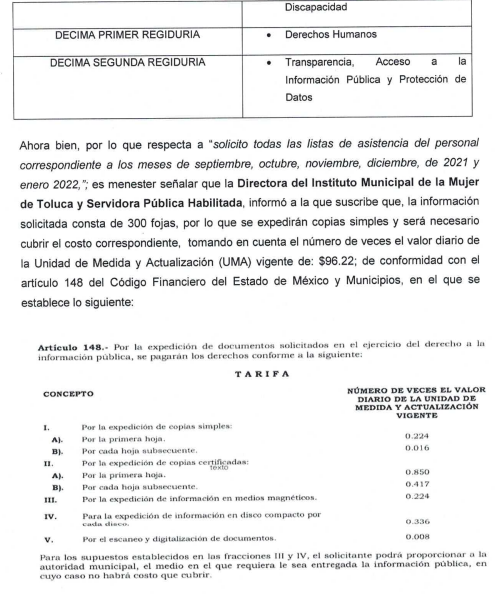 Discapacidad
DECIMA PRIMER REGIDURIA
• Derechos Humanos
DECIMA SEGUNDA REGIDURIA
• Transparencia, Acceso a la
Información Pública y Protección de
Datos
Ahora bien, por lo que respecta a "solicito todas las listas de asistencia del personal
correspondiente a los meses de septiembre, octubre, noviembre, diciembre, de 2021 y
enero 2022,"; es menester señalar que la Directora del Instituto Municipal de la Mujer
de Toluca y Servidora Pública Habilitada, informó a la que suscribe que, la información
solicitada consta de 300 fojas, por lo que se expedirán copias simples y será necesario
cubrir el costo correspondiente, tomando en cuenta el número de veces el valor diario de
la Unidad de Medida y Actualización (UMA) vigente de: $96.22; de conformidad con el
artículo 148 del Código Financiero del Estado de México y Municipios, en el que se
establece lo siguiente:
Artículo 148.- Por la expedición de documentos solicitados en el ejercicio del derecho a la
información pública, se pagarán los derechos conforme a la siguiente:
T A R I F A
CONCEPTO
NÚMERO DE VECES EL VALOR
DIARIO DE LA UNIDAD DE
MEDIDA Y ACTUALIZACIÓN
VIGENTE
I. Por la expedición de copias simples:
A). Por la primera hoja. 0.224
B). Por cada hoja subsecuente. 0.016
II. Por la expedición de copias certificadas:
texto
A). Por la primera hoja. 0.850
B). Por cada hoja subsecuente. 0.417
III. Por la expedición de información en medios magnéticos. 0.224
IV. Para la expedición de información en disco compacto por
cada disco. 0.336
V. Por el escaneo y digitalización de documentos. 0.008
Para los supuestos establecidos en las fracciones III y IV, el solicitante podrá proporcionar a la
autoridad municipal, el medio en el que requiera le sea entregada la información pública, en
cuyo caso no habrá costo que cubrir.